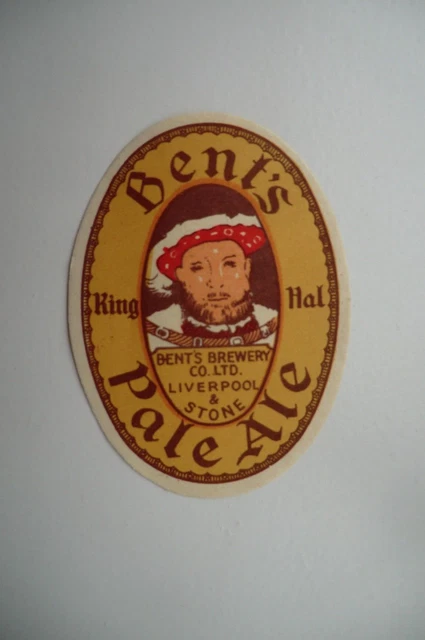 Bent's
King Hal
BENT'S BREWERY
CO. LTD.
LIVERPOOL
&
STONE
Pale Ale